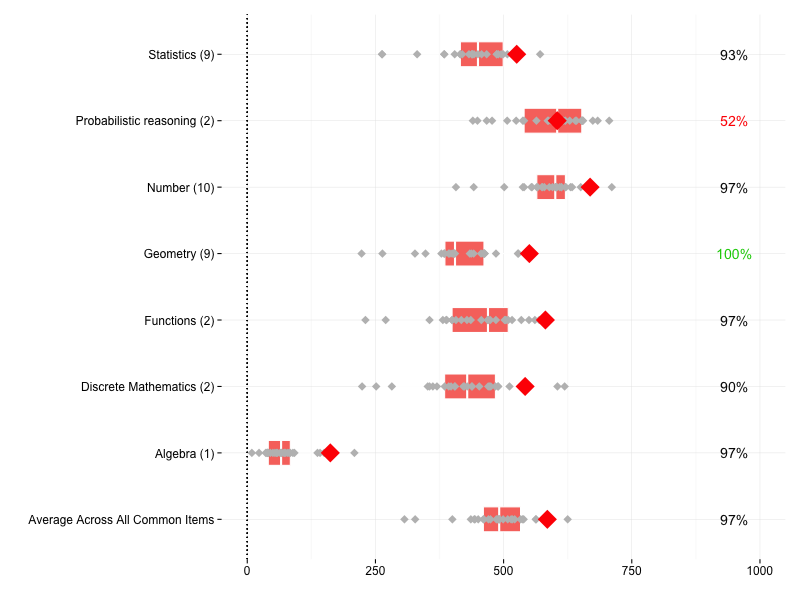 Statistics (9) 93%
Probabilistic reasoning (2) 52%
Number (10) 97%
Geometry (9) 100%
Functions (2) 97%
Discrete Mathematics (2) 90%
Algebra (1) 97%
Average Across All Common Items 97%
0 250 500 750 1000